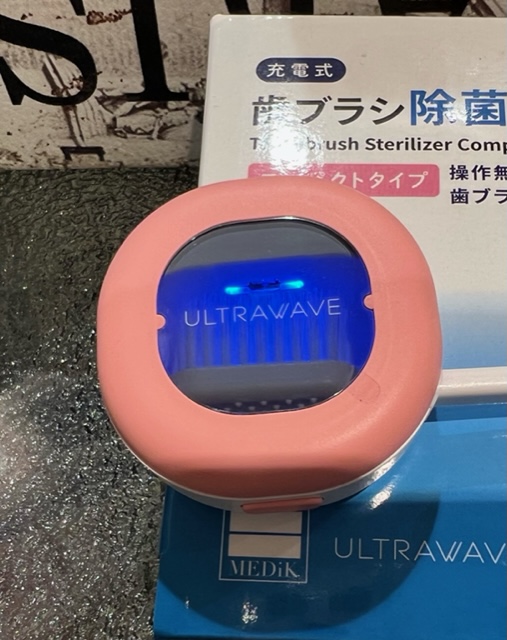 充電式
歯ブラシ除菌
brush Sterilizer Comp
クトタイプ
操作無
歯ブラ
ULTRAWAVE
MEDiK
ULTRAWAV